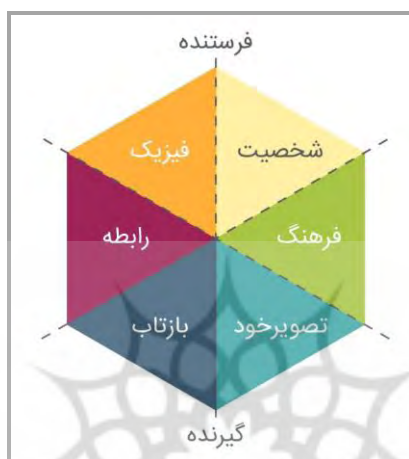 فرستنده
شخصیت
فیزیک
فرهنگ
رابطه
تصویرخود
بازتاب
گیرنده